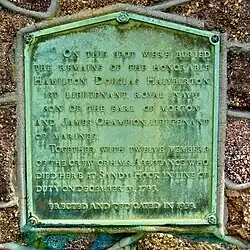 ON THIS SPOT WERE BURIED
THE REMAINS OF THE HONORABLE
HAMILTON DOUGLAS HALYBURTON
1ST LIEUTENANT ROYAL NAVY
SON OF THE EARL OF MORTON
AND JAMES CHAMPION LIEUTENANT
OF MARINES
TOGETHER WITH TWELVE MEMBERS
OF THE CREW OF H.M.S. ASSISTANCE WHO
DIED HERE AT SANDY HOOK IN LINE OF
DUTY ON DECEMBER 31, 1783
ERECTED AND DEDICATED IN 1939